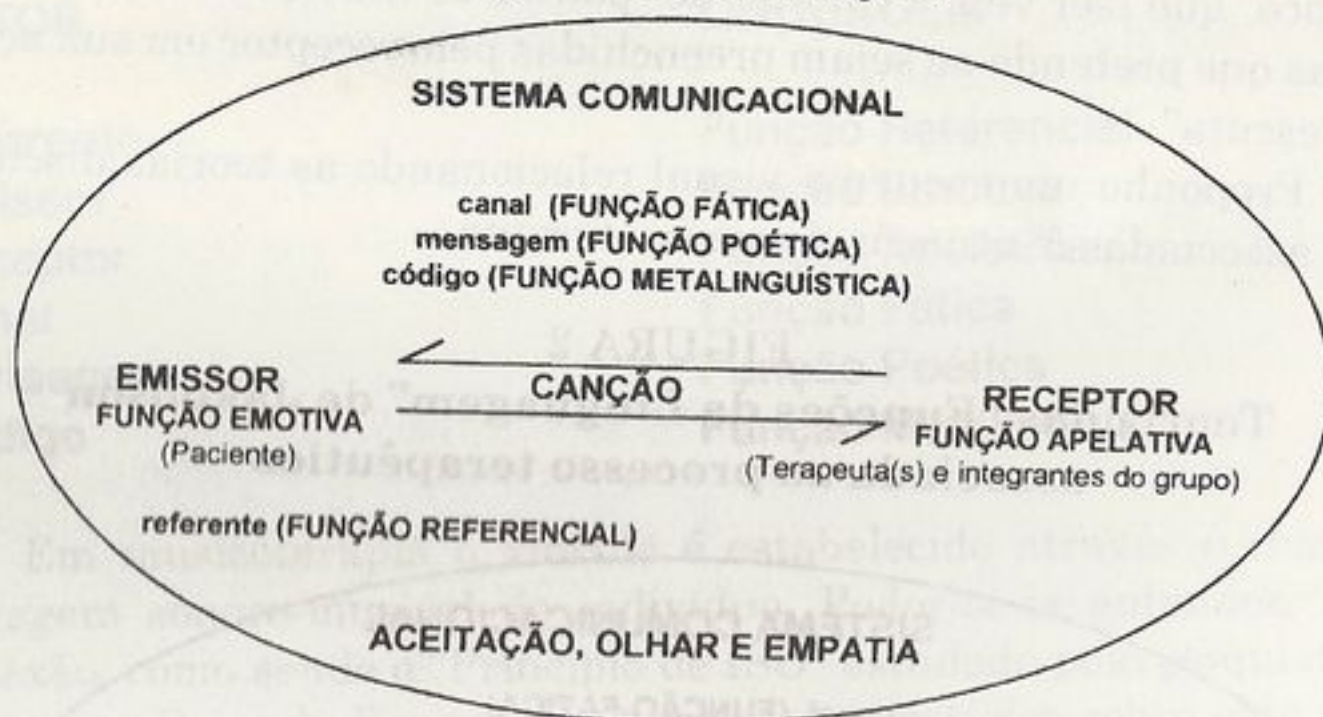 SISTEMA COMUNICACIONAL
canal (FUNÇÃO FÁTICA)
mensagem (FUNÇÃO POÉTICA)
código (FUNÇÃO METALINGUÍSTICA)
EMISSOR
FUNÇÃO EMOTIVA
(Paciente)
CANÇÃO
RECEPTOR
FUNÇÃO APELATIVA
(Terapeuta(s) e integrantes do grupo)
referente (FUNÇÃO REFERENCIAL)
ACEITAÇÃO, OLHAR E EMPATIA